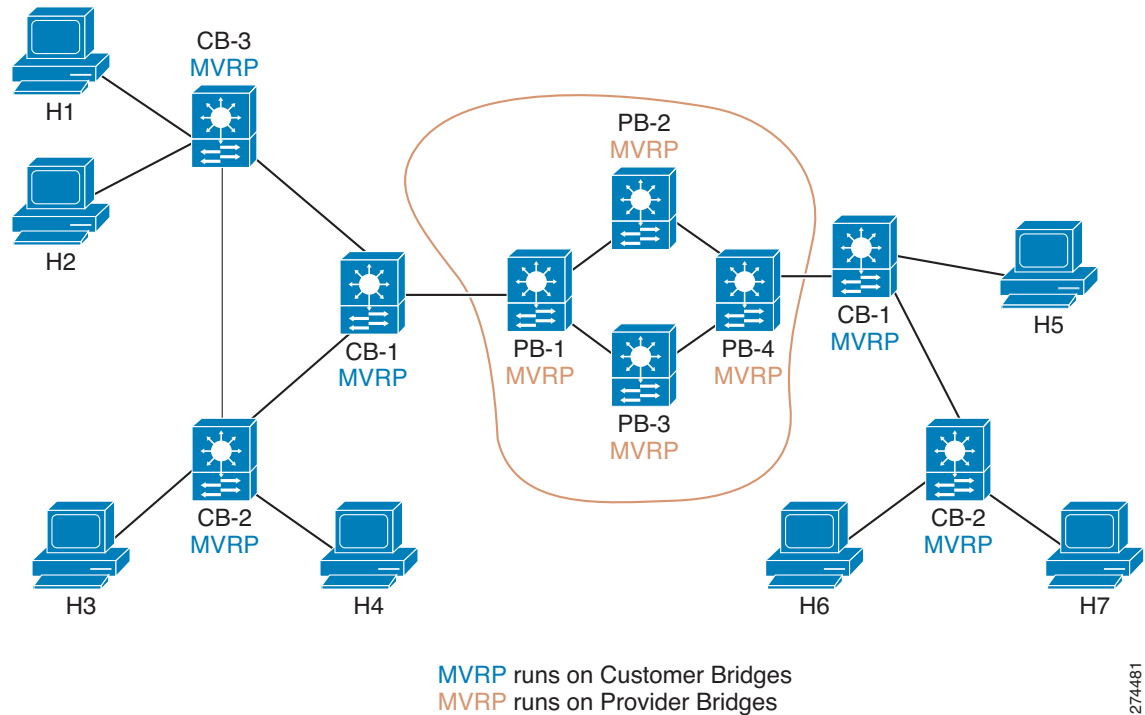 CB-3
MVRP
H1
H2
PB-2
MVRP
CB-1
MVRP
PB-1
MVRP
PB-3
MVRP
PB-4
MVRP
CB-1
MVRP
H5
CB-2
MVRP
H3
H4
CB-2
MVRP
H6
H7
MVRP runs on Customer Bridges
MVRP runs on Provider Bridges
274481